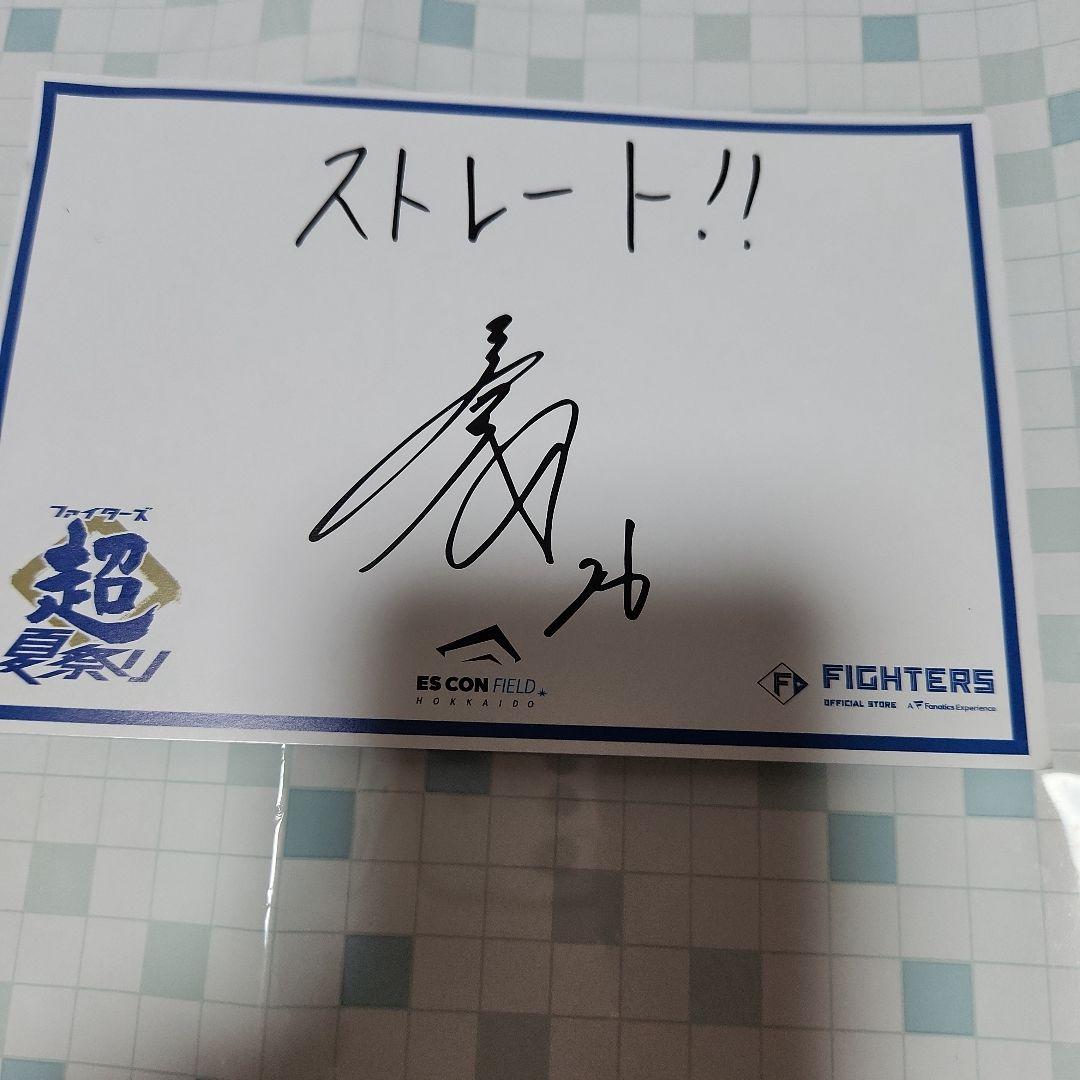 ストレート!!
26
ファイターズ
超
夏祭り
ES CON FIELD
HOKKAIDO
F FIGHTERS
OFFICIAL STORE A Fanatics Experience